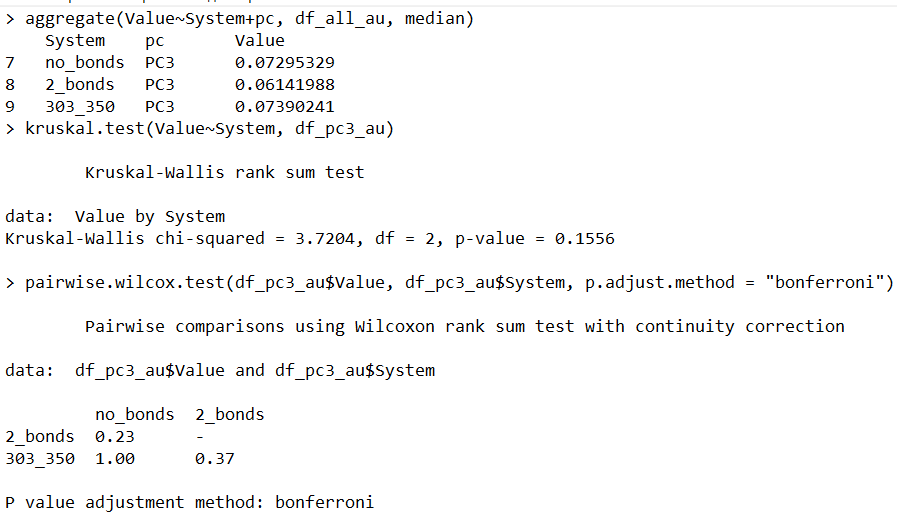 > aggregate(Value~System+pc, df_all_au, median)
    System   pc       Value
7   no_bonds  PC3     0.07295329
8   2_bonds   PC3     0.06141988
9   303_350   PC3     0.07390241
> kruskal.test(Value~System, df_pc3_au)
        Kruskal-Wallis rank sum test
data:  Value by System
Kruskal-Wallis chi-squared = 3.7204, df = 2, p-value = 0.1556
> pairwise.wilcox.test(df_pc3_au$Value, df_pc3_au$System, p.adjust.method = "bonferroni")
        Pairwise comparisons using Wilcoxon rank sum test with continuity correction
data:  df_pc3_au$Value and df_pc3_au$System
         no_bonds  2_bonds
2_bonds  0.23      -
303_350  1.00      0.37
P value adjustment method: bonferroni